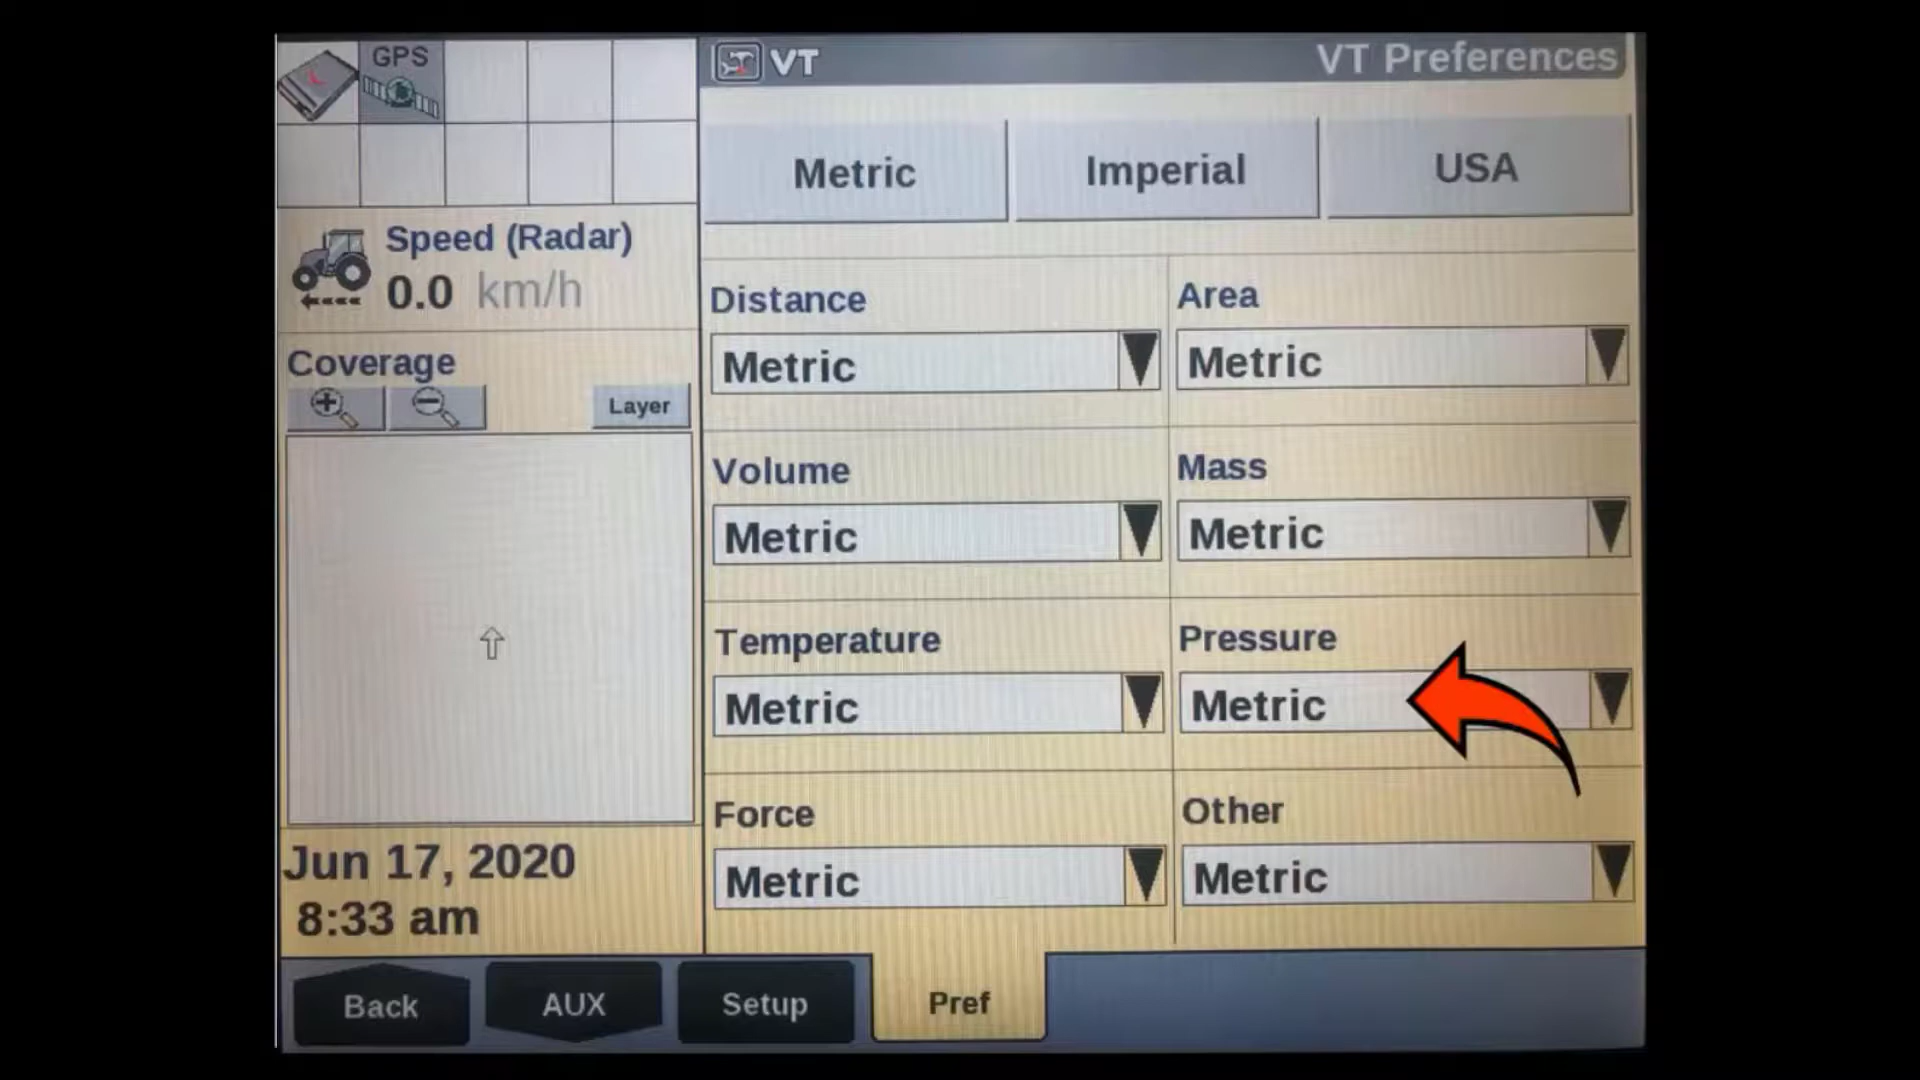 GPS
VT
VT Preferences
Metric
Imperial
USA
Speed (Radar)
0.0 km/h
Coverage
Layer
Distance
Metric
Area
Metric
Volume
Metric
Mass
Metric
Temperature
Metric
Pressure
Metric
Force
Metric
Other
Metric
Jun 17, 2020
8:33 am
Back
AUX
Setup
Pref